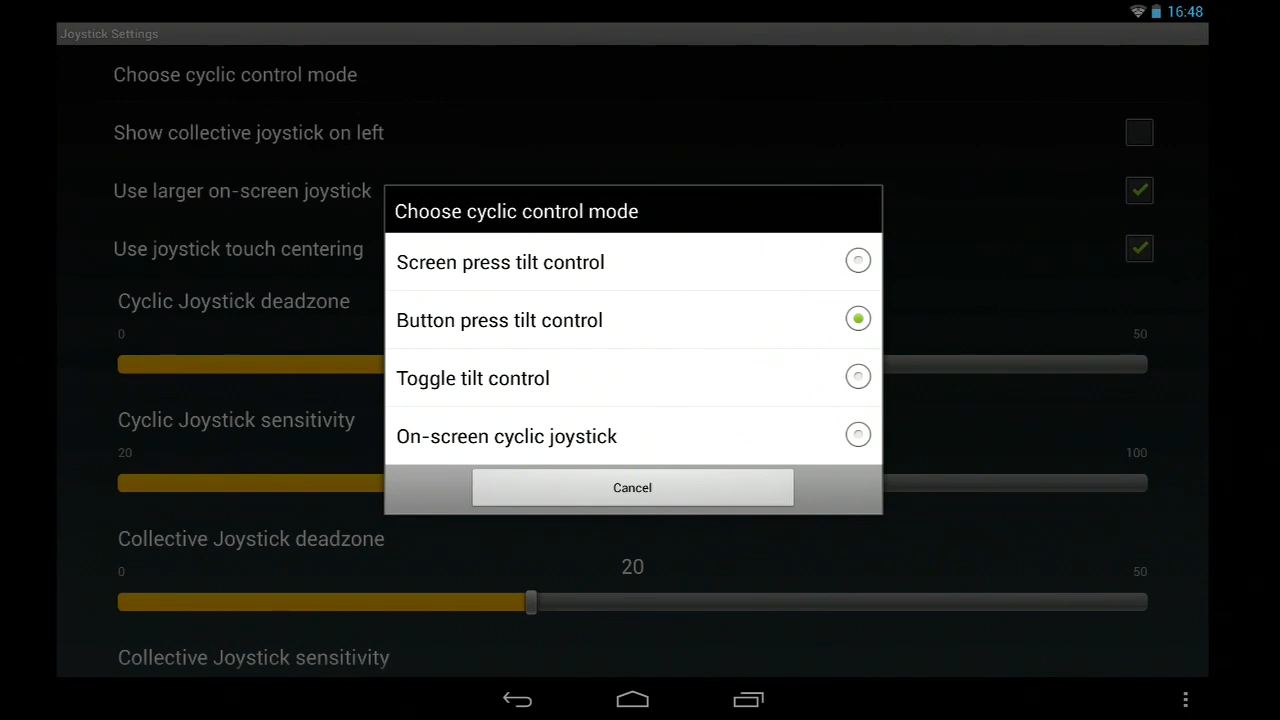 16:48
Joystick Settings
Choose cyclic control mode
Show collective joystick on left
Use larger on-screen joystick
Use joystick touch centering
Cyclic Joystick deadzone
0 50
Cyclic Joystick sensitivity
20 100
Collective Joystick deadzone
20
0 50
Collective Joystick sensitivity
Choose cyclic control mode
Screen press tilt control
Button press tilt control
Toggle tilt control
On-screen cyclic joystick
Cancel